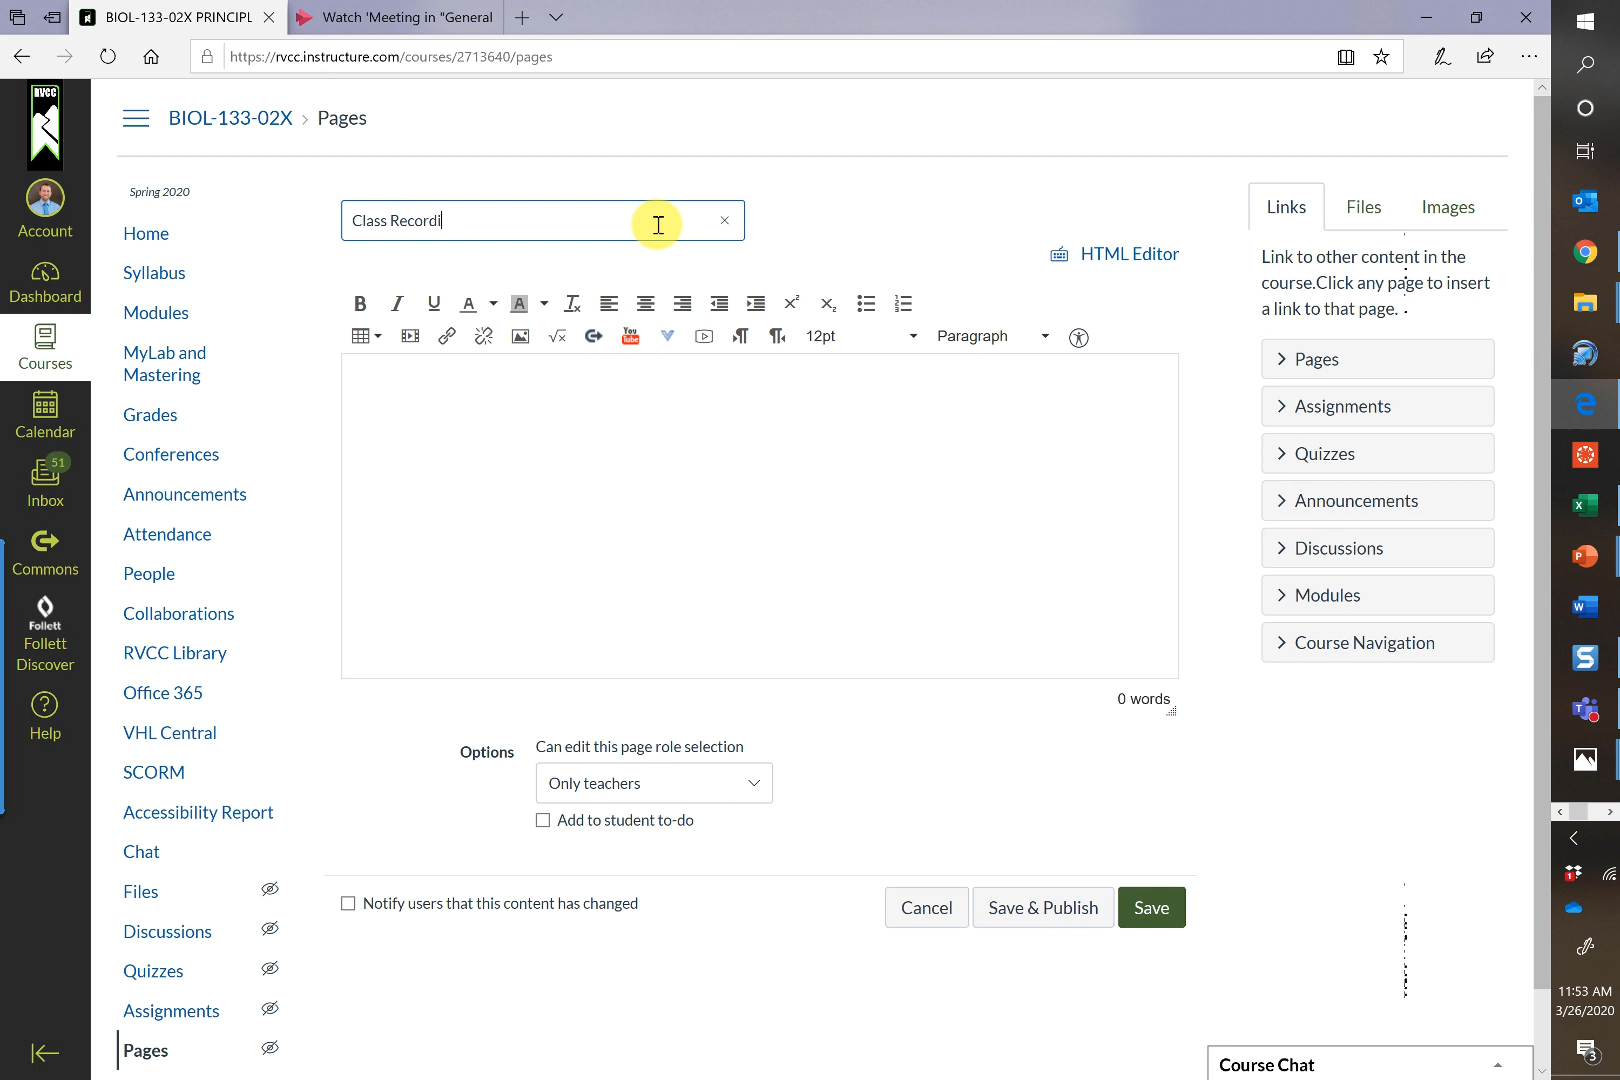 BIOL-133-02X PRINCIPL
Watch 'Meeting in "General
https://rvcc.instructure.com/courses/2713640/pages
RVCC
Account
Dashboard
Courses
Calendar
51
Inbox
Commons
Follett
Follett
Discover
Help
BIOL-133-02X > Pages
Spring 2020
Home
Syllabus
Modules
MyLab and
Mastering
Grades
Conferences
Announcements
Attendance
People
Collaborations
RVCC Library
Office 365
VHL Central
SCORM
Accessibility Report
Chat
Files
Discussions
Quizzes
Assignments
Pages
Class Recordi
HTML Editor
B I U A A
You
Tube
12pt
Paragraph
0 words
Options
Can edit this page role selection
Only teachers
Add to student to-do
Notify users that this content has changed
Cancel
Save & Publish
Save
Links
Files
Images
Link to other content in the
course.Click any page to insert
a link to that page.
Pages
Assignments
Quizzes
Announcements
Discussions
Modules
Course Navigation
Course Chat
11:53 AM
3/26/2020
3